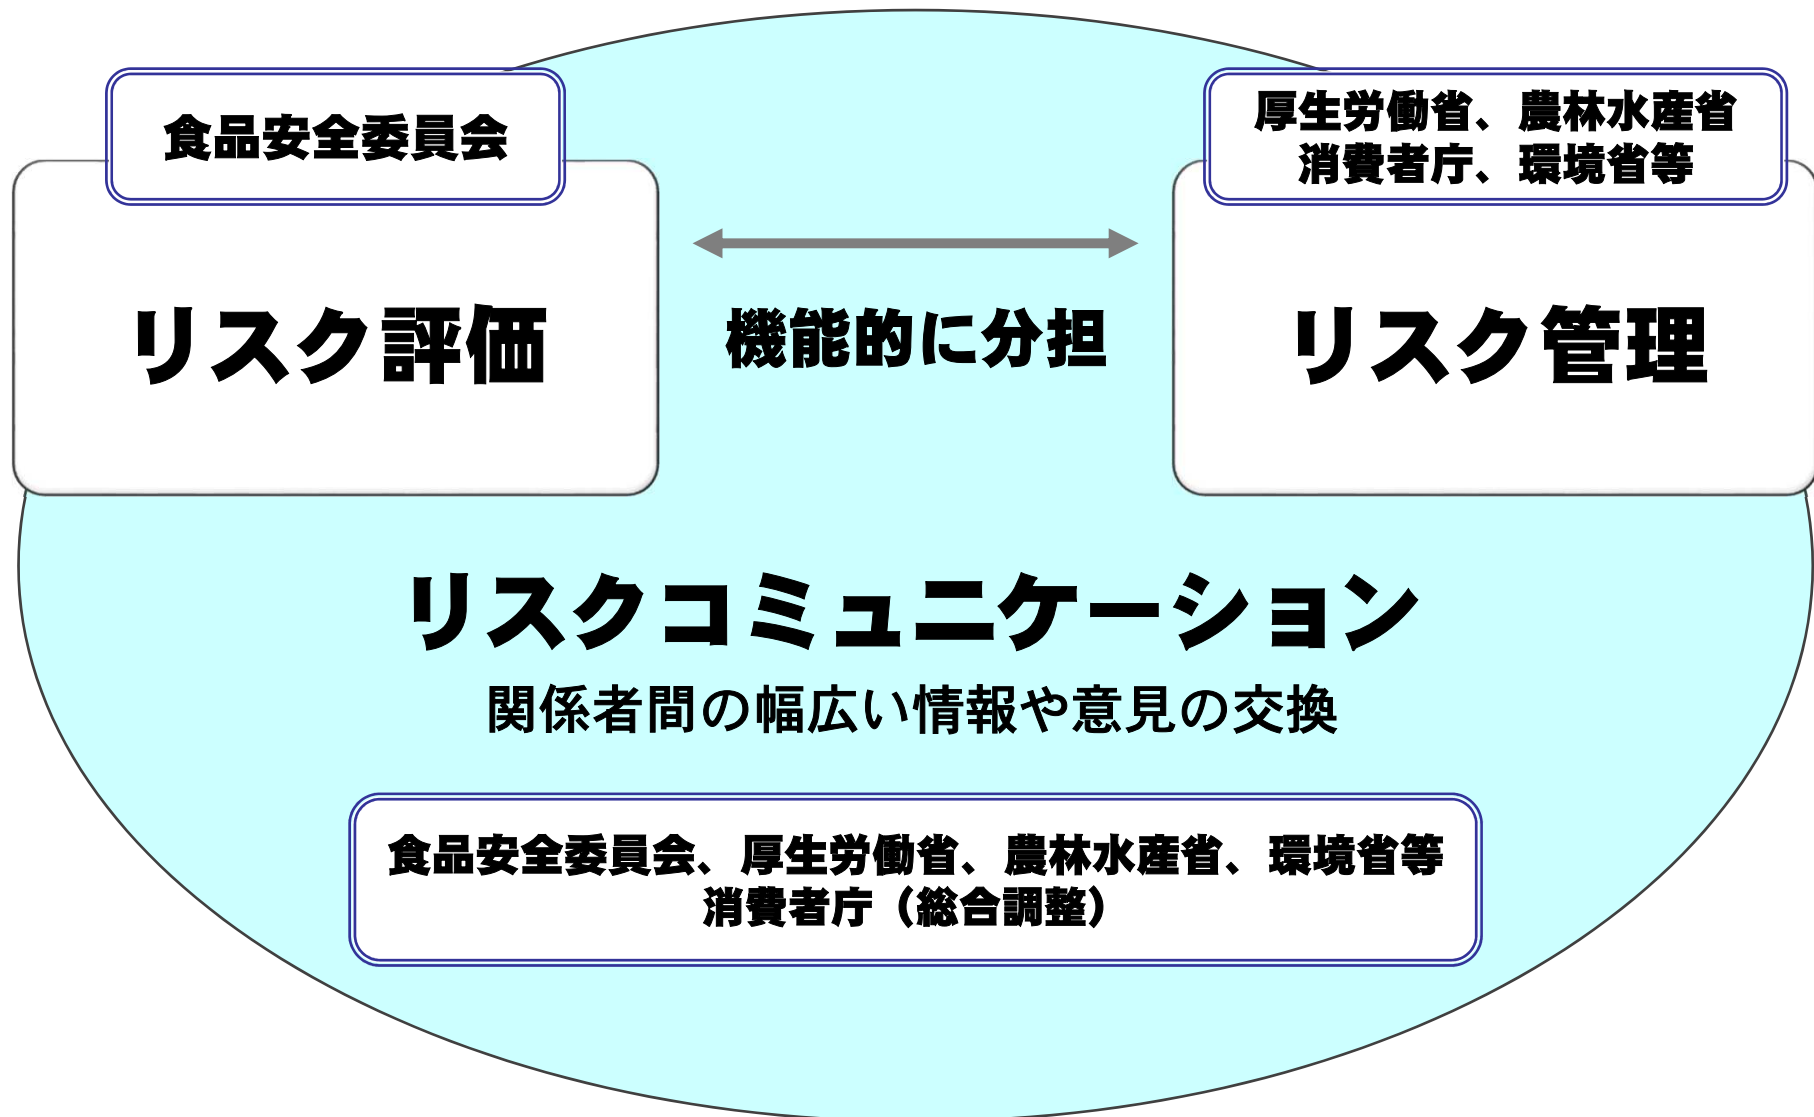 食品安全委員会
厚生労働省、農林水産省
消費者庁、環境省等
リスク評価
機能的に分担
リスク管理
リスクコミュニケーション
関係者間の幅広い情報や意見の交換
食品安全委員会、厚生労働省、農林水産省、環境省等
消費者庁（総合調整）